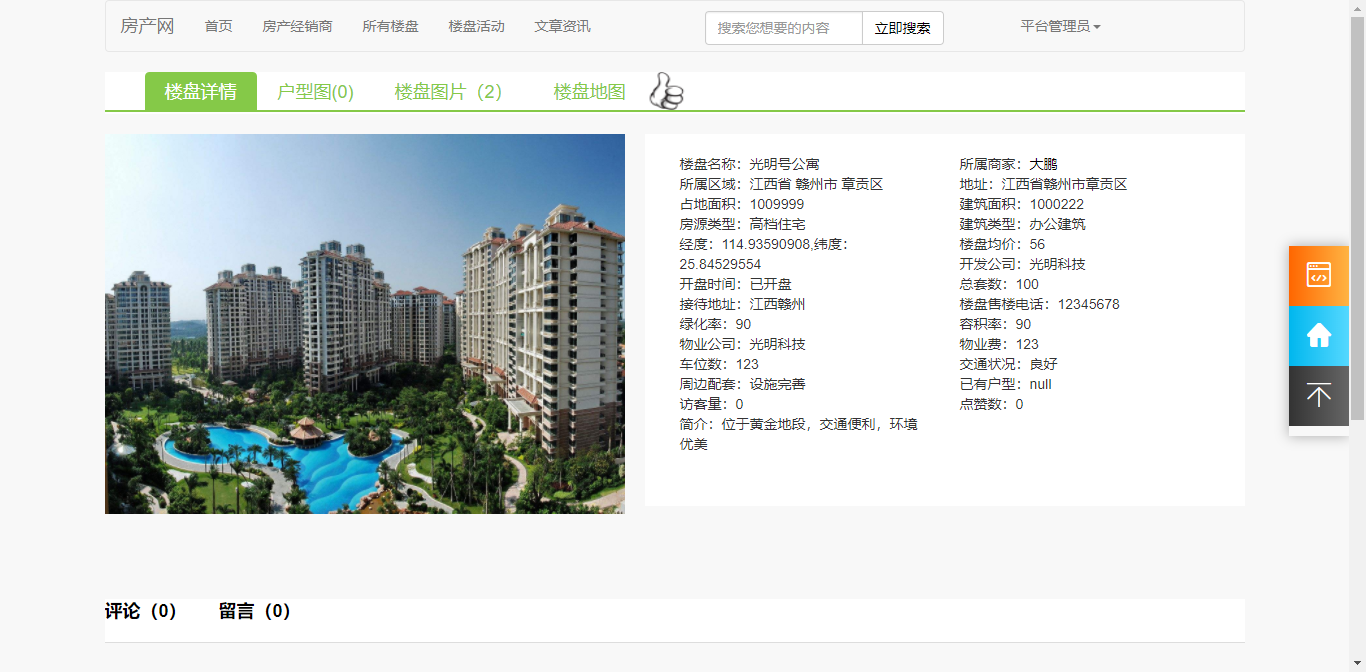 房产网 首页 房产经销商 所有楼盘 楼盘活动 文章资讯 搜索您想要的内容 立即搜索 平台管理员
楼盘详情 户型图(0) 楼盘图片（2） 楼盘地图
楼盘名称：光明号公寓
所属区域：江西省 赣州市 章贡区
占地面积：1009999
房源类型：高档住宅
经度：114.93590908,纬度：
25.84529554
开盘时间：已开盘
接待地址：江西赣州
绿化率：90
物业公司：光明科技
车位数：123
周边配套：设施完善
访客量：0
简介：位于黄金地段，交通便利，环境
优美
所属商家：大鹏
地址：江西省赣州市章贡区
建筑面积：1000222
建筑类型：办公建筑
楼盘均价：56
开发公司：光明科技
总套数：100
楼盘售楼电话：12345678
容积率：90
物业费：123
交通状况：良好
已有户型：null
点赞数：0
评论（0） 留言（0）